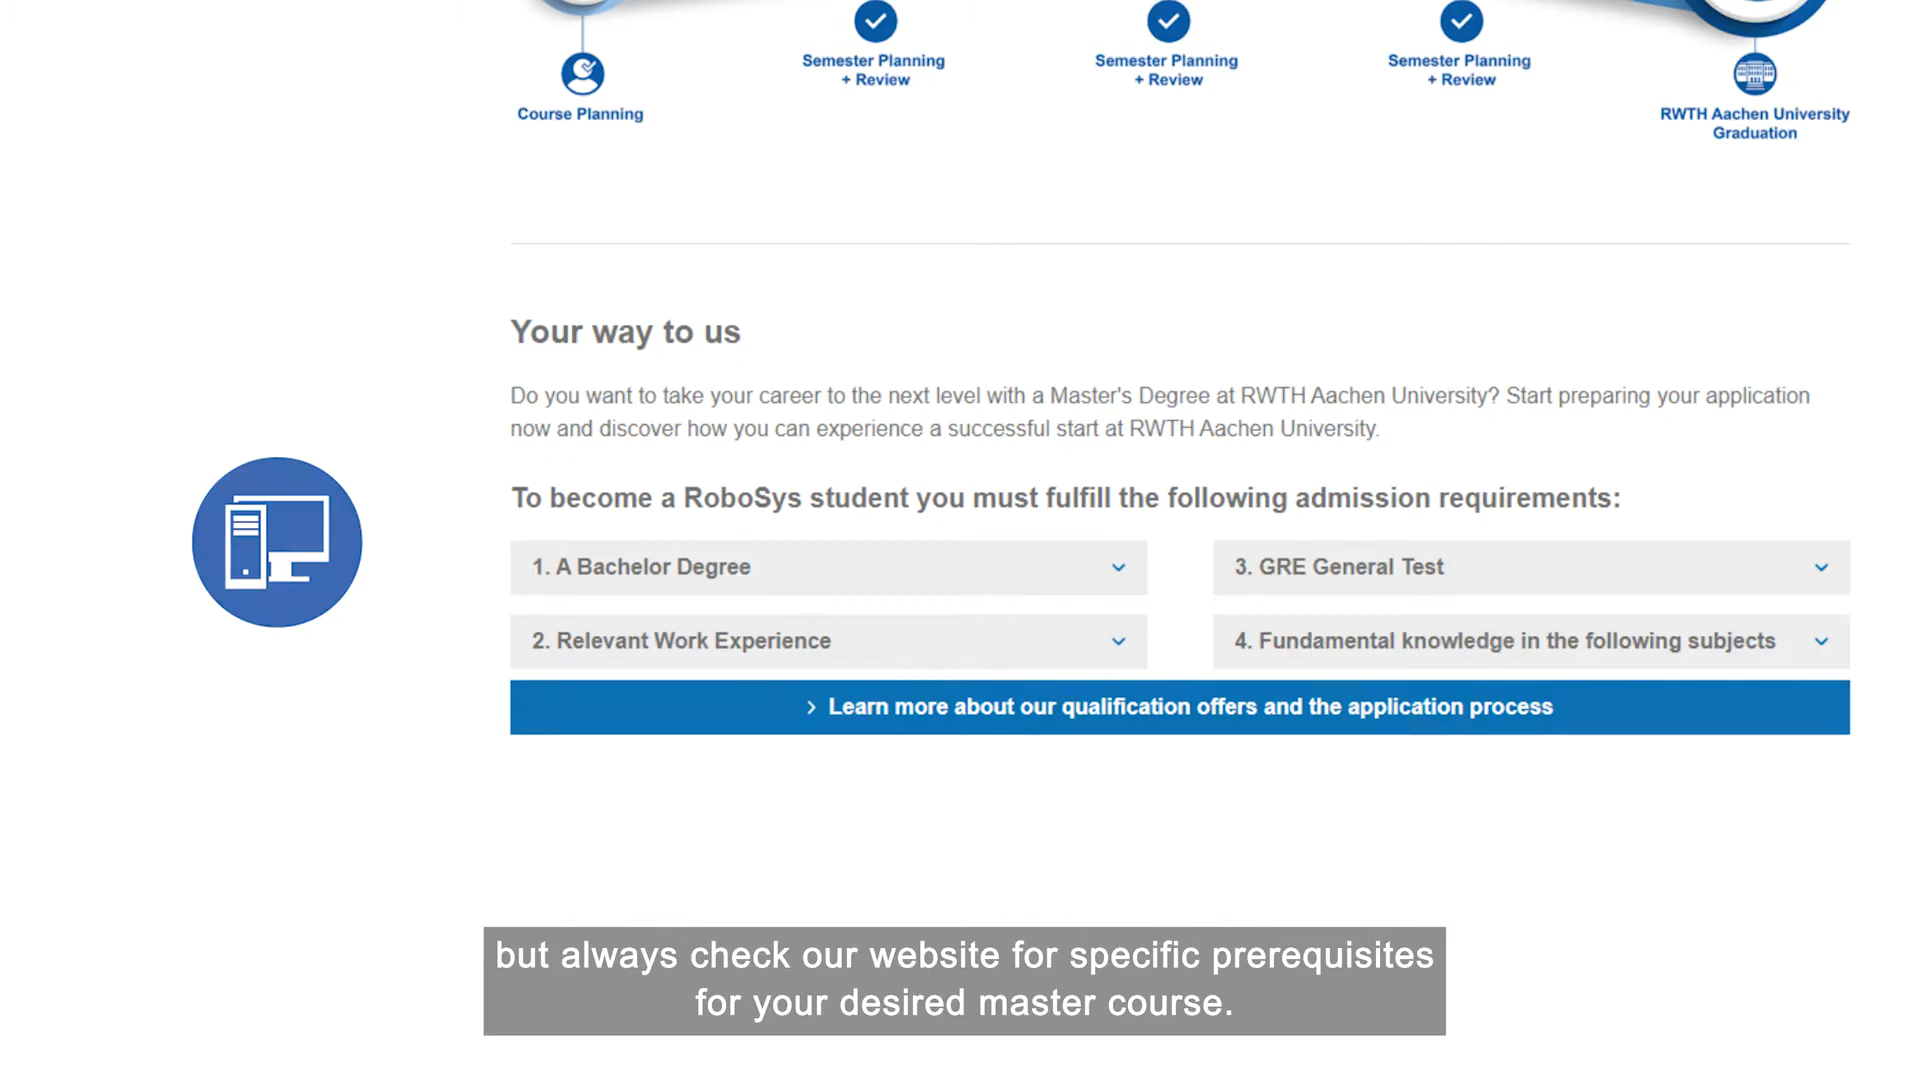 Semester Planning
+ Review
Semester Planning
+ Review
Semester Planning
+ Review
Course Planning
RWTH Aachen University
Graduation
Your way to us
Do you want to take your career to the next level with a Master's Degree at RWTH Aachen University? Start preparing your application
now and discover how you can experience a successful start at RWTH Aachen University.
To become a RoboSys student you must fulfill the following admission requirements:
1. A Bachelor Degree
3. GRE General Test
2. Relevant Work Experience
4. Fundamental knowledge in the following subjects
Learn more about our qualification offers and the application process
but always check our website for specific prerequisites
for your desired master course.